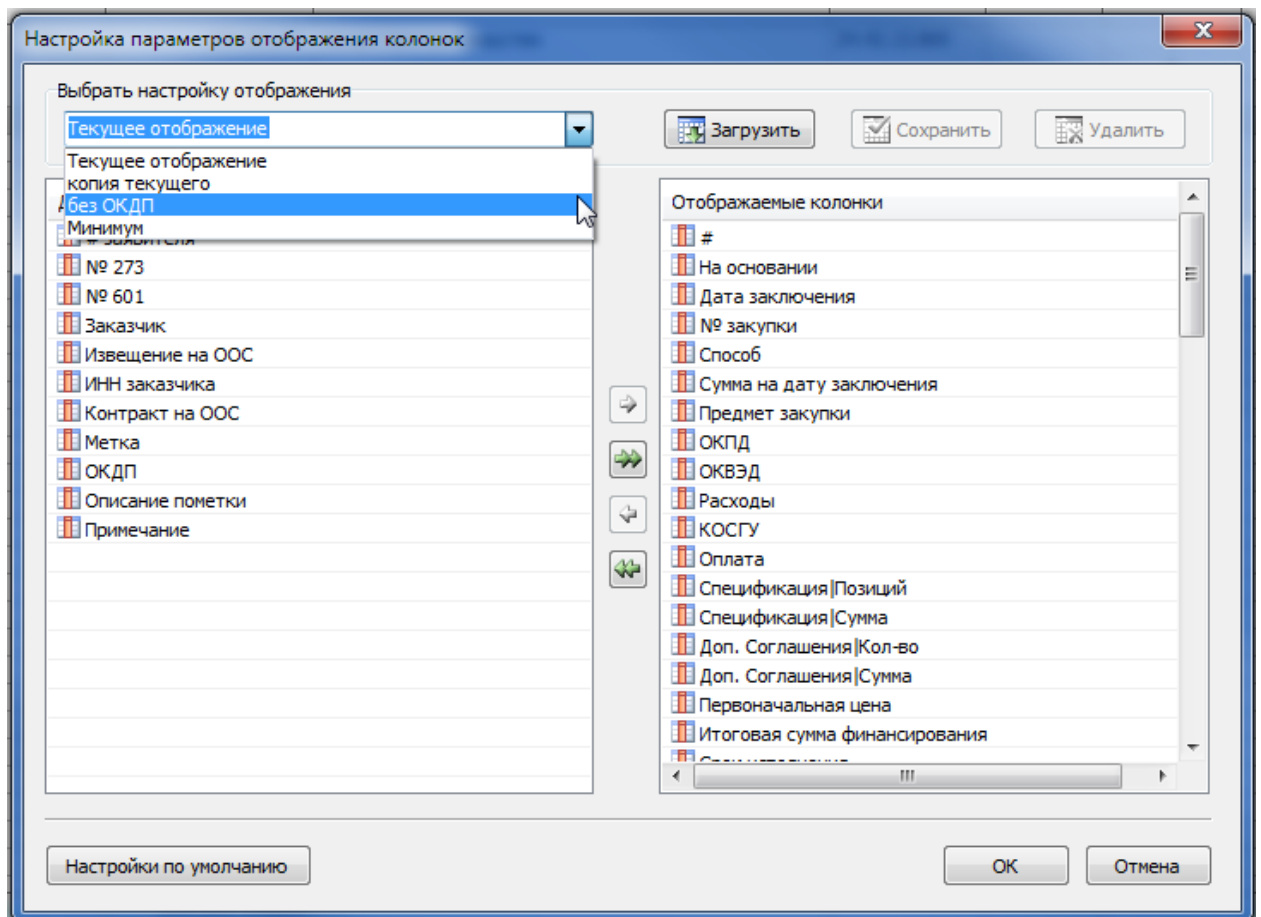 Настройка параметров отображения колонок
Выбрать настройку отображения
Текущее отображение
Загрузить
Сохранить
Удалить
Текущее отображение
копия текущего
без ОКДП
Минимум
# заявителя
№ 273
№ 601
Заказчик
Извещение на ООС
ИНН заказчика
Контракт на ООС
Метка
ОКДП
Описание пометки
Примечание
Отображаемые колонки
#
На основании
Дата заключения
№ закупки
Способ
Сумма на дату заключения
Предмет закупки
ОКПД
ОКВЭД
Расходы
КОСГУ
Оплата
Спецификация|Позиций
Спецификация|Сумма
Доп. Соглашения|Кол-во
Доп. Соглашения|Сумма
Первоначальная цена
Итоговая сумма финансирования
Настройки по умолчанию
ОК
Отмена